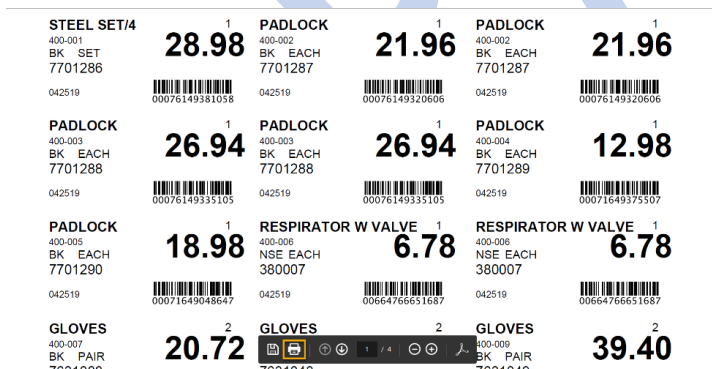 STEEL SET/4 1
400-001
BK SET 28.98
7701286
042519
00076149381058
PADLOCK 1
400-002
BK EACH 21.96
7701287
042519
00076149320606
PADLOCK 1
400-002
BK EACH 21.96
7701287
042519
00076149320606
PADLOCK 1
400-003
BK EACH 26.94
7701288
042519
00076149335105
PADLOCK 1
400-003
BK EACH 26.94
7701288
042519
00076149335105
PADLOCK 1
400-004
BK EACH 12.98
7701289
042519
00071649375507
PADLOCK 1
400-005
BK EACH 18.98
7701290
042519
00071649048647
RESPIRATOR W VALVE 1
400-006
NSE EACH 6.78
380007
042519
00664766651687
RESPIRATOR W VALVE 1
400-006
NSE EACH 6.78
380007
042519
00664766651687
GLOVES 2
400-007
BK PAIR 20.72
GLOVES 2
1 / 4
GLOVES 2
400-009
BK PAIR 39.40